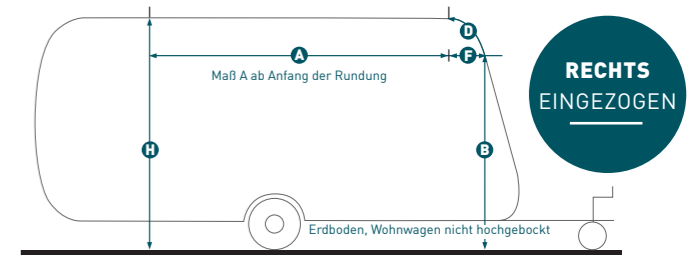 D
A
F
Maß A ab Anfang der Rundung
RECHTS
EINGEZOGEN
H
B
Erdboden, Wohnwagen nicht hochgebockt